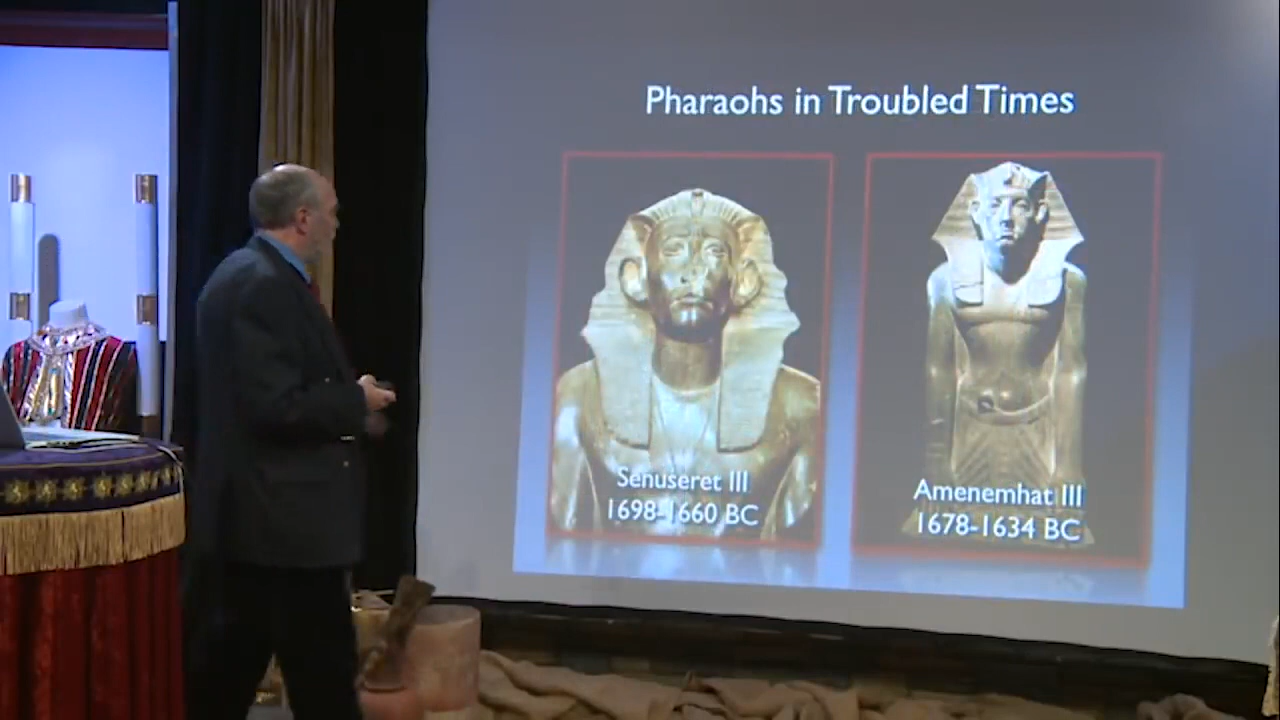 Pharaohs in Troubled Times
Senuseret III
1698-1660 BC
Amenemhat III
1678-1634 BC